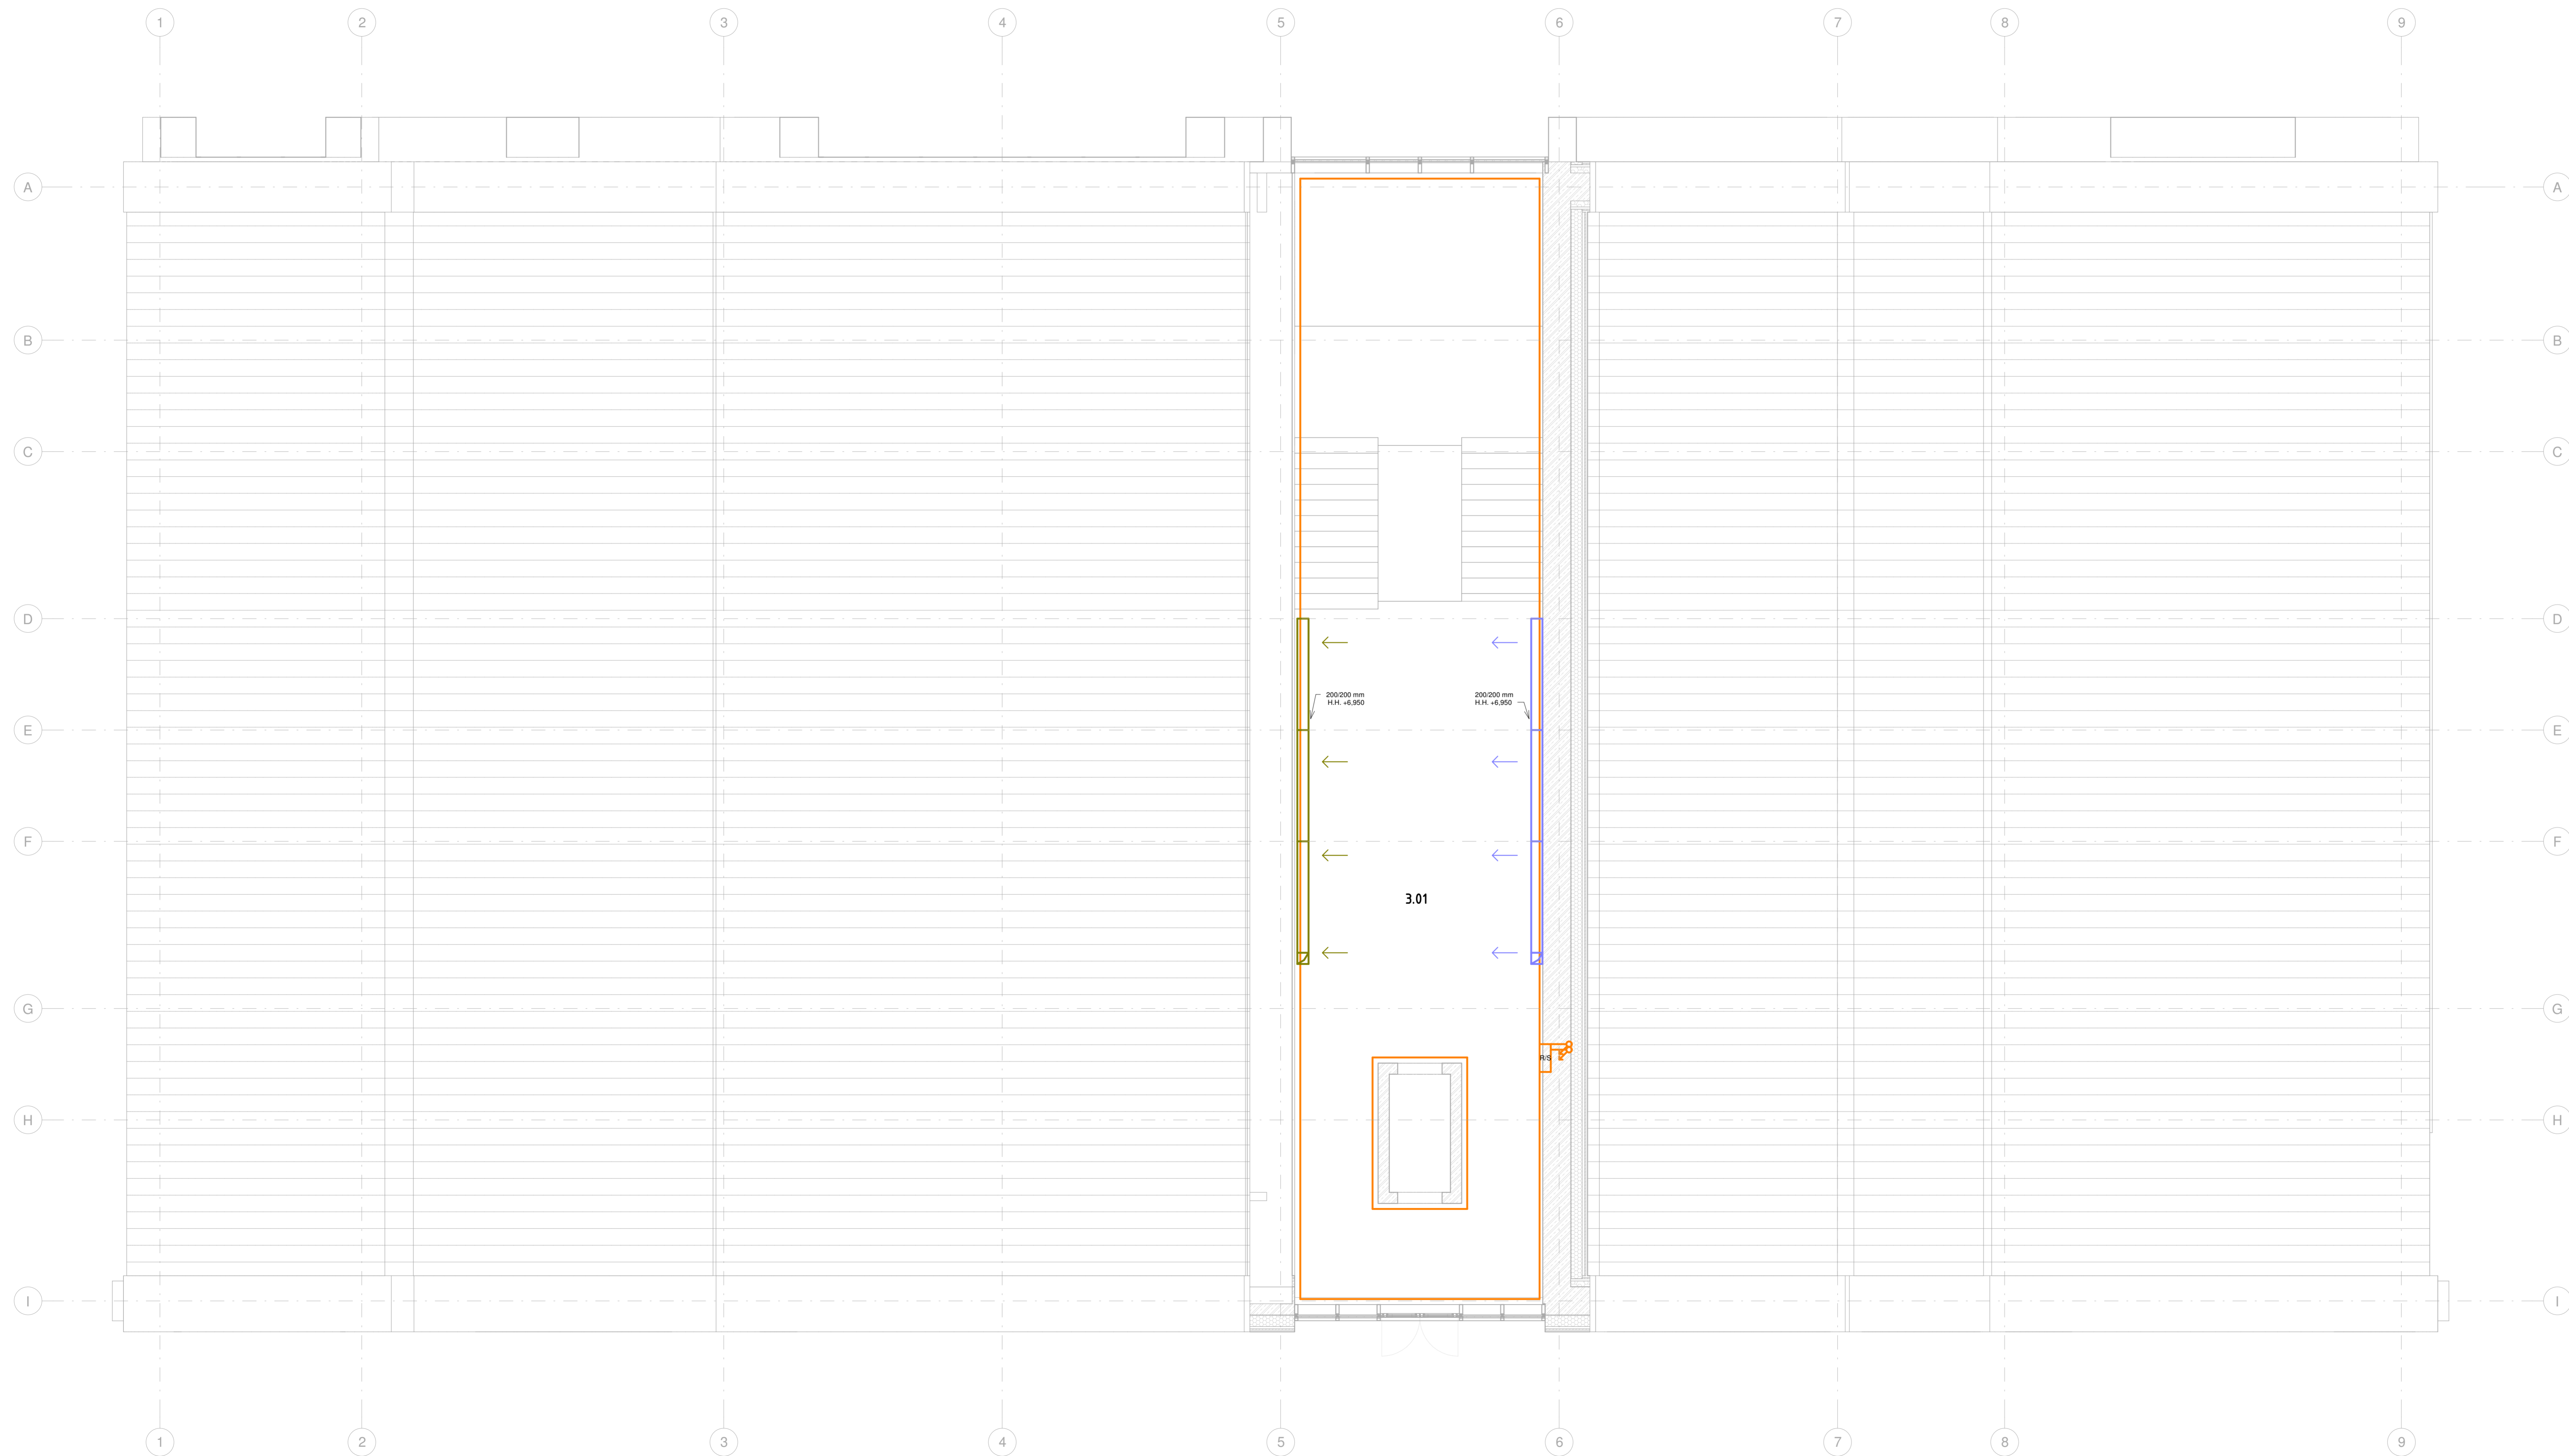 1 2 3 4 5 6 7 8 9
A A
B B
C C
D D
200/200 mm 200/200 mm
H.H. +6,950 H.H. +6,950
E E
F F
3.01
G G
R/S
H H
I I
1 2 3 4 5 6 7 8 9